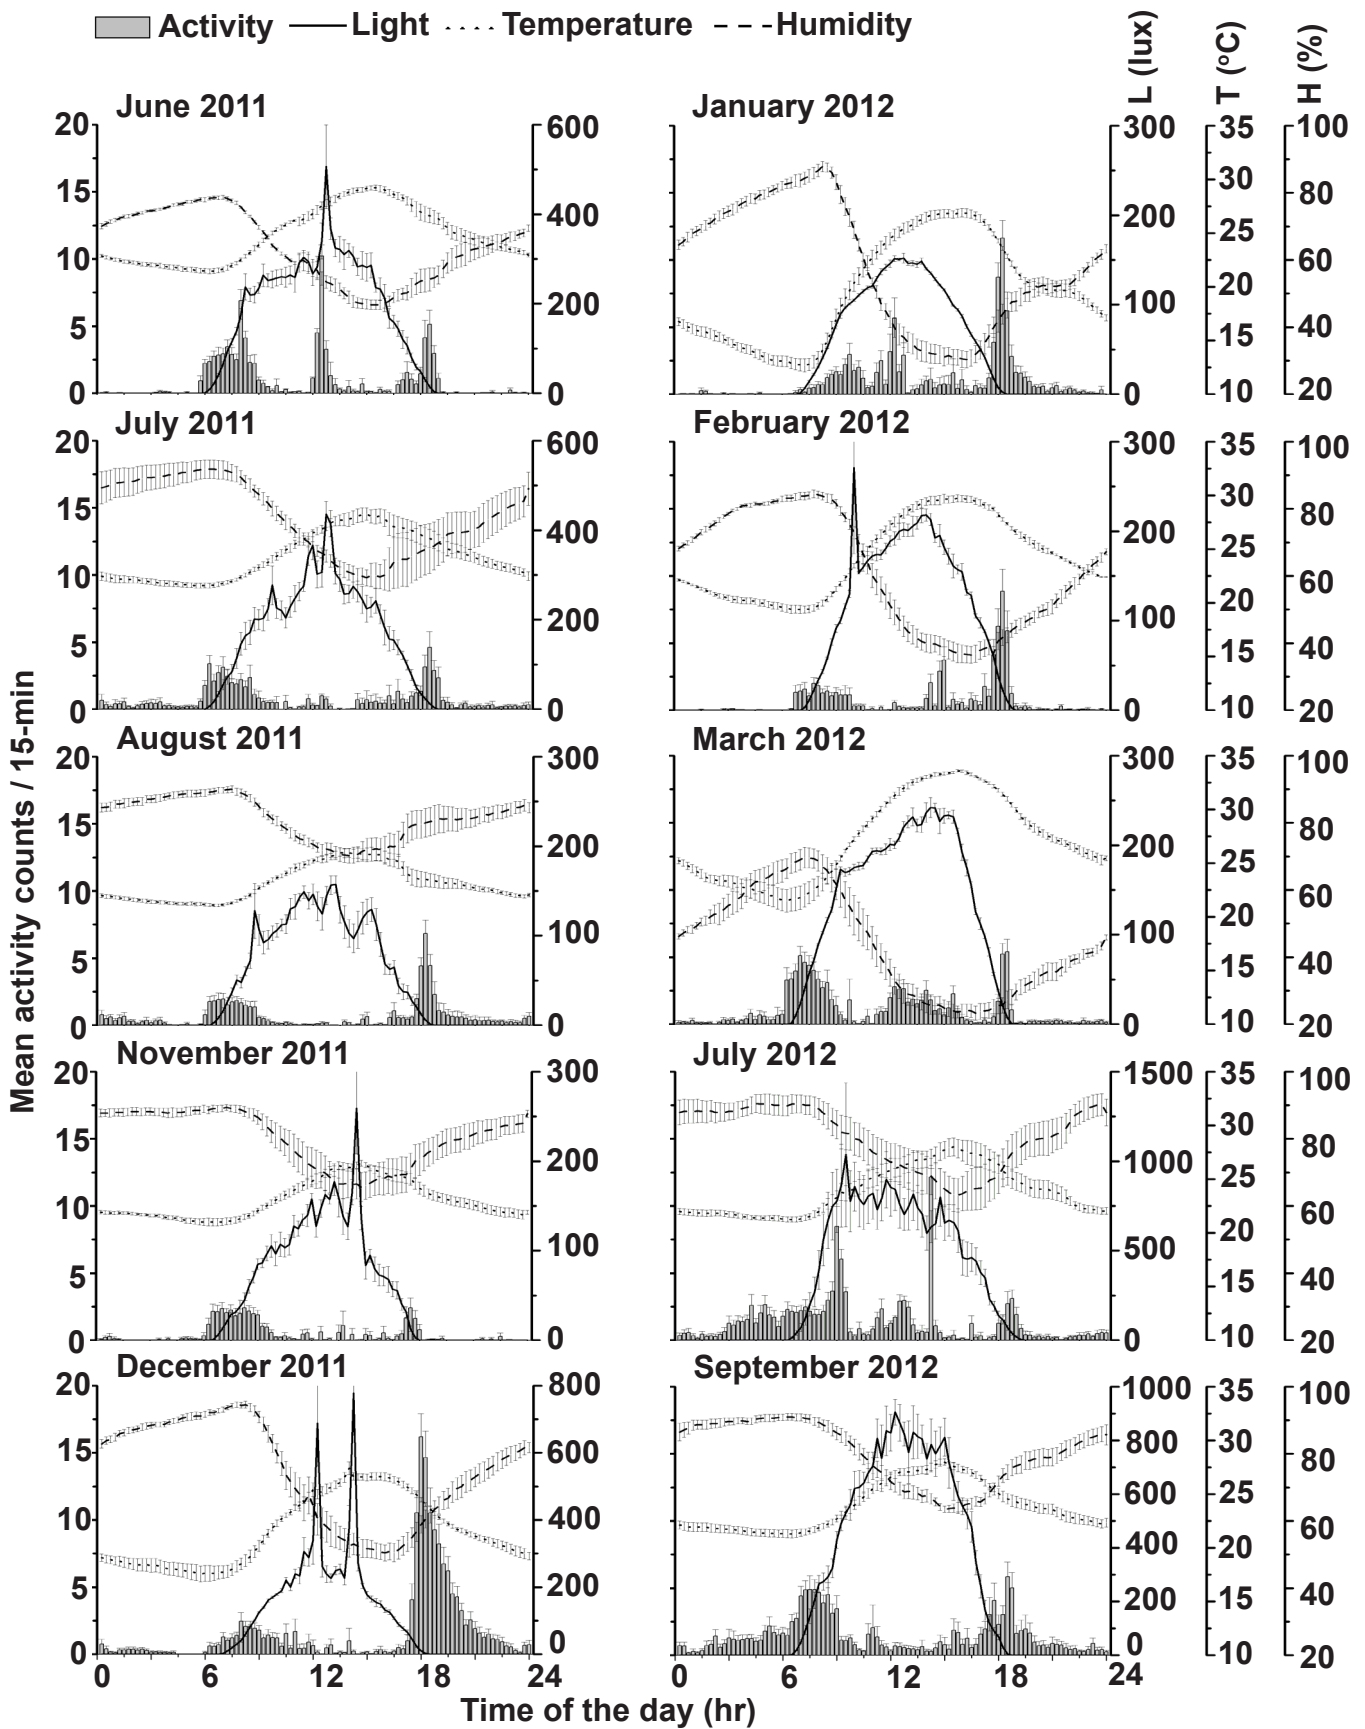 Activity Light Temperature Humidity
L (lux)
T (°C)
H (%)
Mean activity counts / 15-min
June 2011
20 15 10 5 0
600 400 200 0
January 2012
300 200 100 0
35 30 25 20 15 10
100 80 60 40 20
July 2011
20 15 10 5 0
600 400 200 0
February 2012
300 200 100 0
35 30 25 20 15 10
100 80 60 40 20
August 2011
20 15 10 5 0
300 200 100 0
March 2012
300 200 100 0
35 30 25 20 15 10
100 80 60 40 20
November 2011
20 15 10 5 0
300 200 100 0
July 2012
1500 1000 500 0
35 30 25 20 15 10
100 80 60 40 20
December 2011
20 15 10 5 0
800 600 400 200 0
September 2012
1000 800 600 400 200 0
35 30 25 20 15 10
100 80 60 40 20
0 6 12 18 24
0 6 12 18 24
Time of the day (hr)